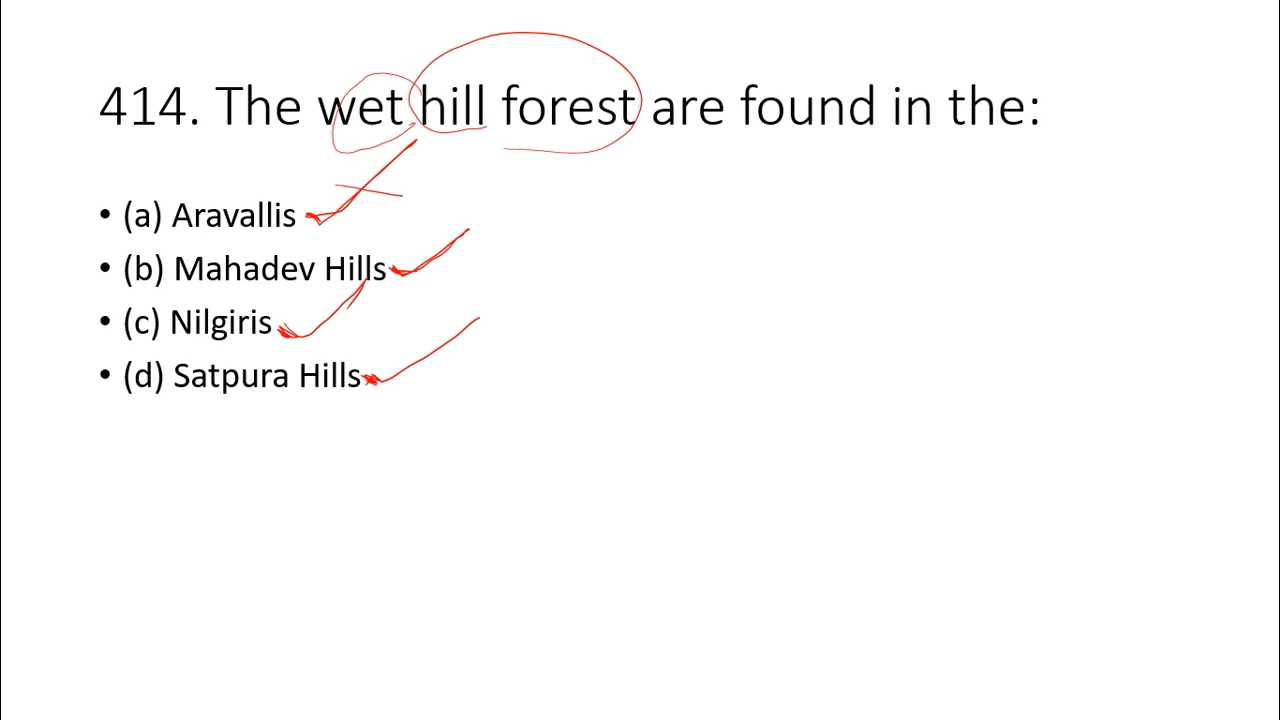 414. The wet hill forest are found in the:
• (a) Aravallis
• (b) Mahadev Hills
• (c) Nilgiris
• (d) Satpura Hills